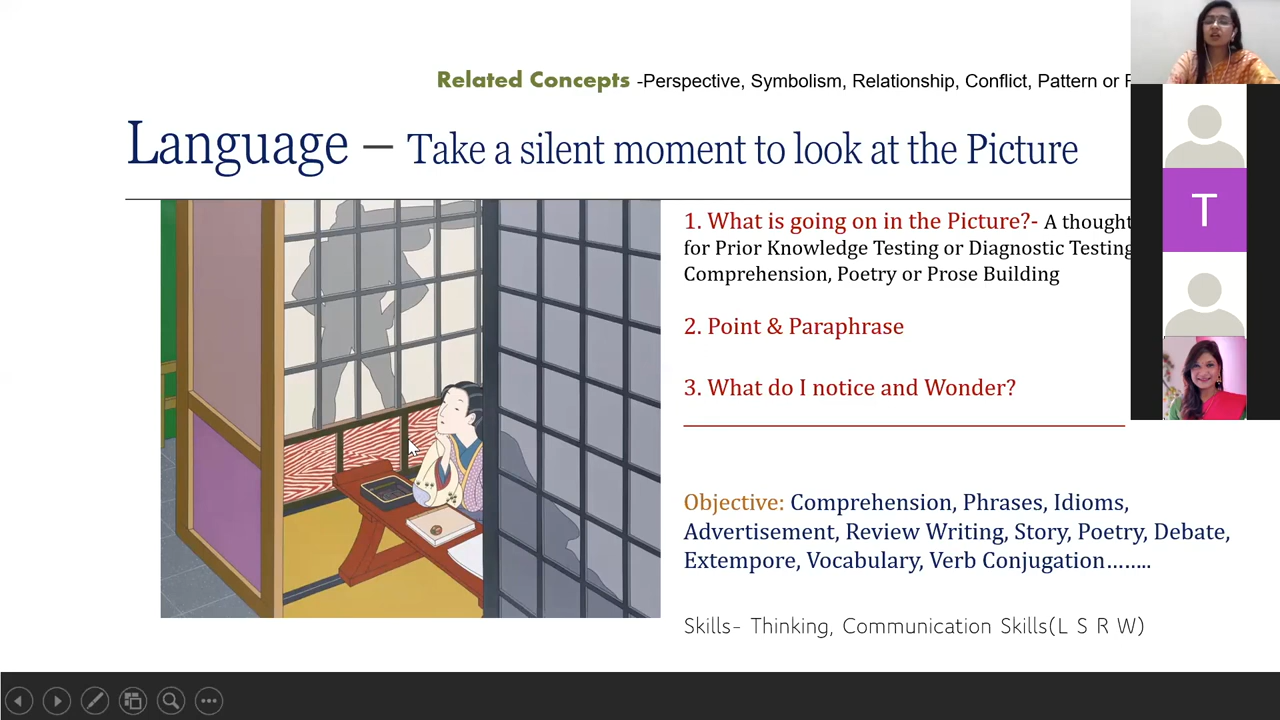 Related Concepts -Perspective, Symbolism, Relationship, Conflict, Pattern or
Language – Take a silent moment to look at the Picture
1. What is going on in the Picture?- A thought
for Prior Knowledge Testing or Diagnostic Testing
Comprehension, Poetry or Prose Building
2. Point & Paraphrase
3. What do I notice and Wonder?
Objective: Comprehension, Phrases, Idioms,
Advertisement, Review Writing, Story, Poetry, Debate,
Extempore, Vocabulary, Verb Conjugation........
Skills- Thinking, Communication Skills(L S R W)
T